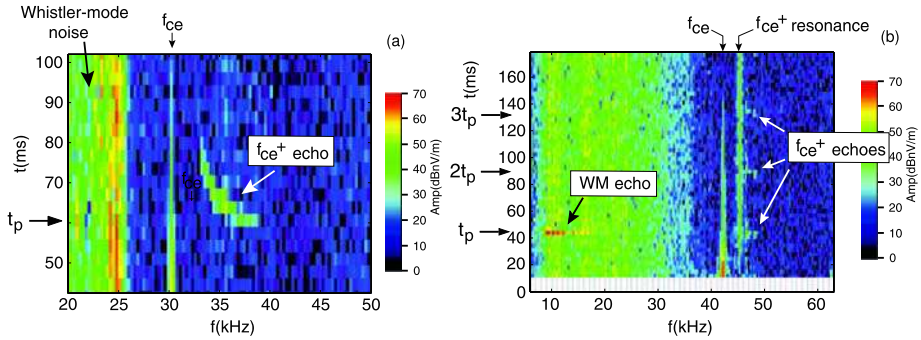 Whistler-mode
noise
fce
(a)
100
90
80
70
60
50
t(ms)
tp
fce+ echo
fce
20 25 30 35 40 45 50
f(kHz)
70
60
50
40
30
20
10
0
Amp(dBnV/m)
fce fce+ resonance
(b)
160
140
120
100
80
60
40
20
0
t(ms)
3tp
2tp
tp
WM echo
fce+ echoes
10 20 30 40 50 60
f(kHz)
70
60
50
40
30
20
10
0
Amp(dBnV/m)